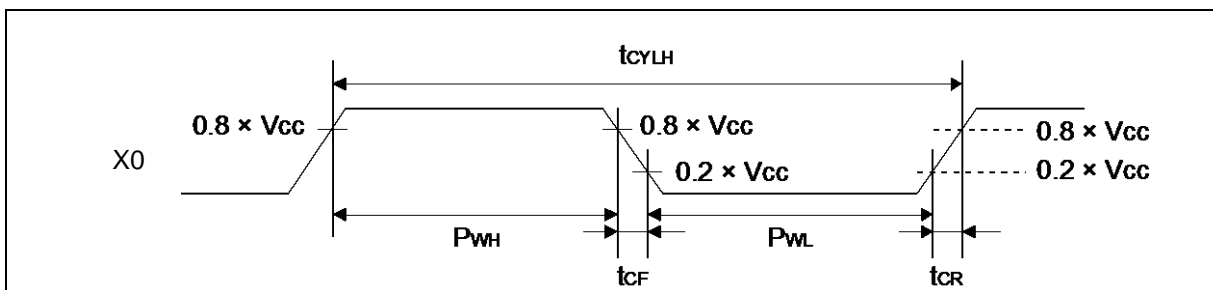 tCYLH
0.8 × VCC
0.8 × VCC
0.8 × VCC
X0
0.2 × VCC
0.2 × VCC
PWH
PWL
tCF
tCR